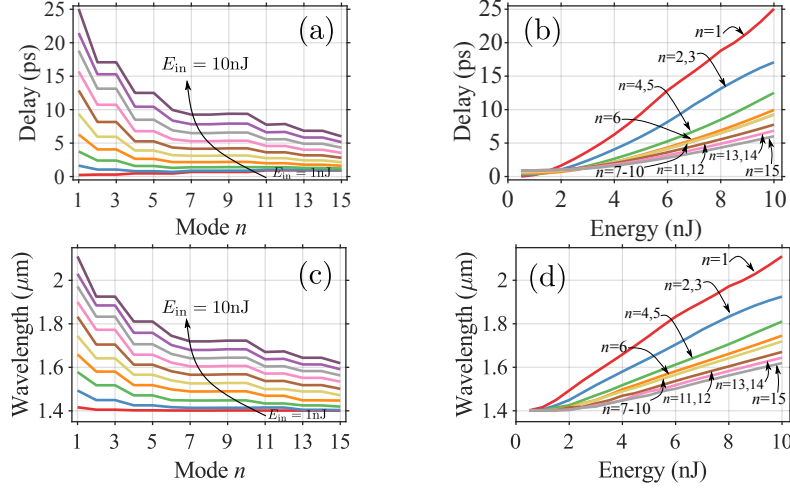 25
20
15
10
5
0
Delay (ps)
(a)
E_in = 10nJ
E_in = 1nJ
1 3 5 7 9 11 13 15
Mode n
25
20
15
10
5
0
Delay (ps)
(b)
n=1
n=2,3
n=4,5
n=6
n=7-10
n=11,12
n=13,14
n=15
0 2 4 6 8 10
Energy (nJ)
2
1.8
1.6
1.4
Wavelength (μm)
(c)
E_in = 10nJ
E_in = 1nJ
1 3 5 7 9 11 13 15
Mode n
2
1.8
1.6
1.4
Wavelength (μm)
(d)
n=1
n=2,3
n=4,5
n=6
n=7-10
n=11,12
n=13,14
n=15
0 2 4 6 8 10
Energy (nJ)